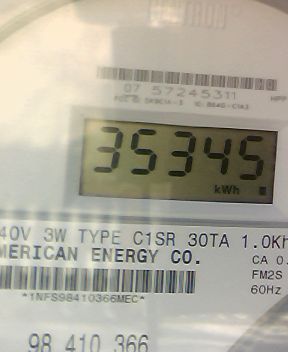 07 57245311
35345
kWh
40V 3W TYPE C1SR 30TA 1.0Kh
MERICAN ENERGY CO.
CA 0.
*1NFS98410366MEC*
FM2S
60Hz
98 410 366